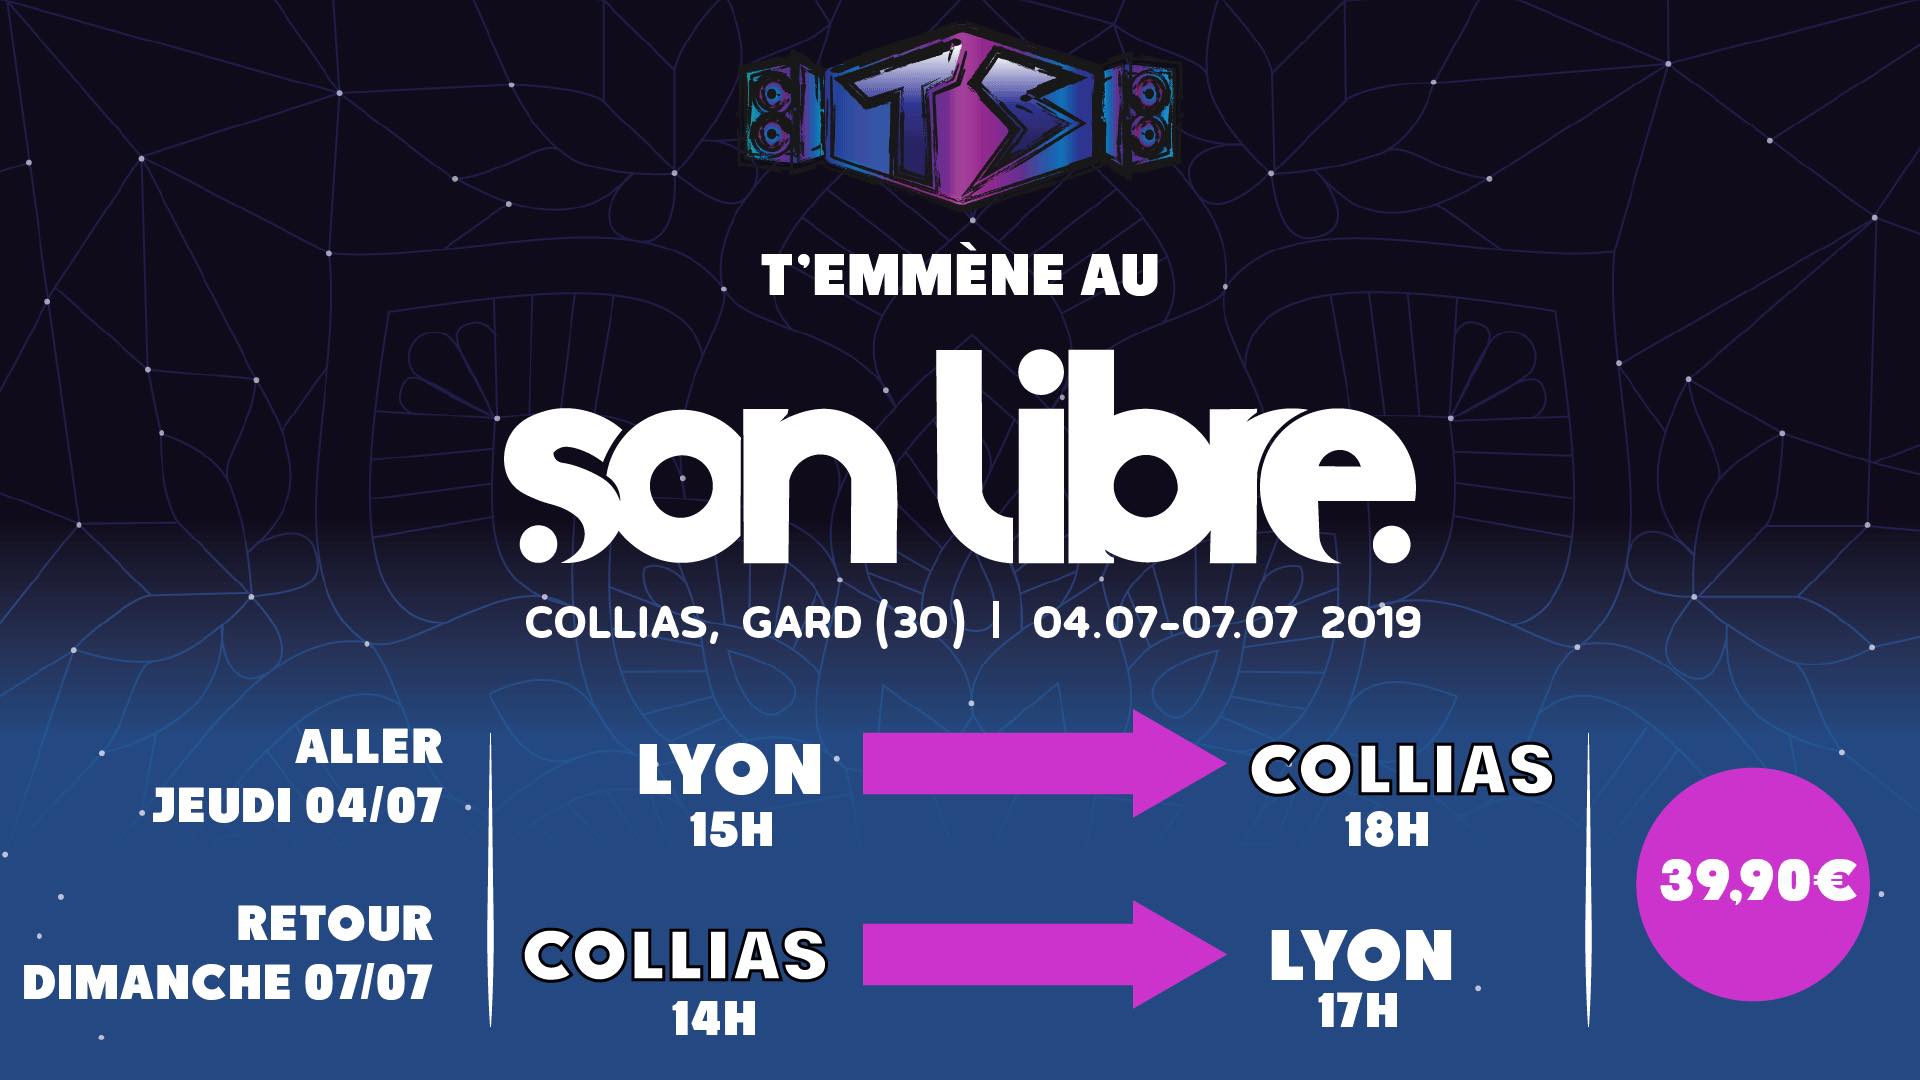 TS
T'EMMÈNE AU
son libre
COLLIAS, GARD (30) | 04.07-07.07 2019
ALLER
JEUDI 04/07
LYON
15H
COLLIAS
18H
RETOUR
DIMANCHE 07/07
COLLIAS
14H
LYON
17H
39,90€